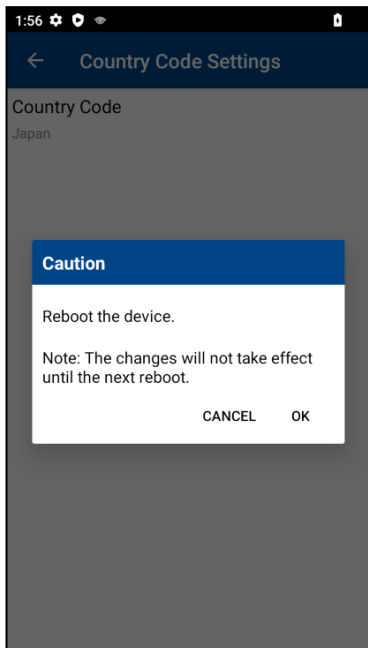 1:56
Country Code Settings
Country Code
Japan
Caution
Reboot the device.
Note: The changes will not take effect
until the next reboot.
CANCEL OK